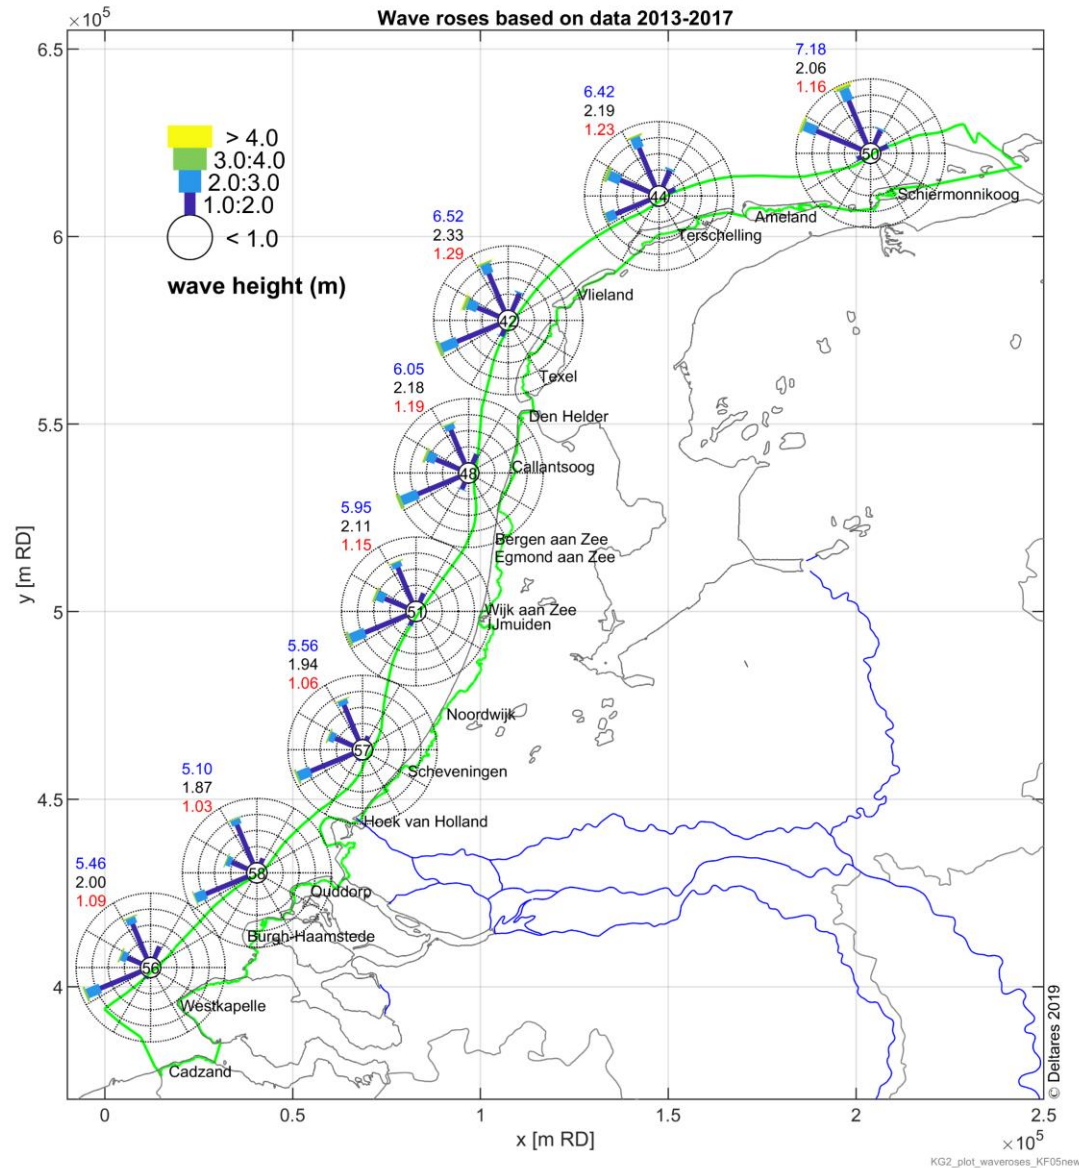 Wave roses based on data 2013-2017
×10⁵
6.5
7.18
2.06
1.16
6.42
2.19
1.23
> 4.0
3.0:4.0
2.0:3.0
1.0:2.0
< 1.0
wave height (m)
50
Schiermonnikoog
44
Ameland
Terschelling
6
6.52
2.33
1.29
Vlieland
42
Texel
6.05
2.18
1.19
Den Helder
5.5
Callantsoog
48
5.95
2.11
1.15
Bergen aan Zee
Egmond aan Zee
y [m RD]
5
51
Wijk aan Zee
IJmuiden
5.56
1.94
1.06
Noordwijk
57
Scheveningen
5.10
1.87
1.03
4.5
Hoek van Holland
58
Ouddorp
5.46
2.00
1.09
Burgh-Haamstede
56
4
Westkapelle
Cadzand
© Deltares 2019
0
0.5
1
1.5
2
2.5
x [m RD]
×10⁵
KG2_plot_waveroses_KF05new